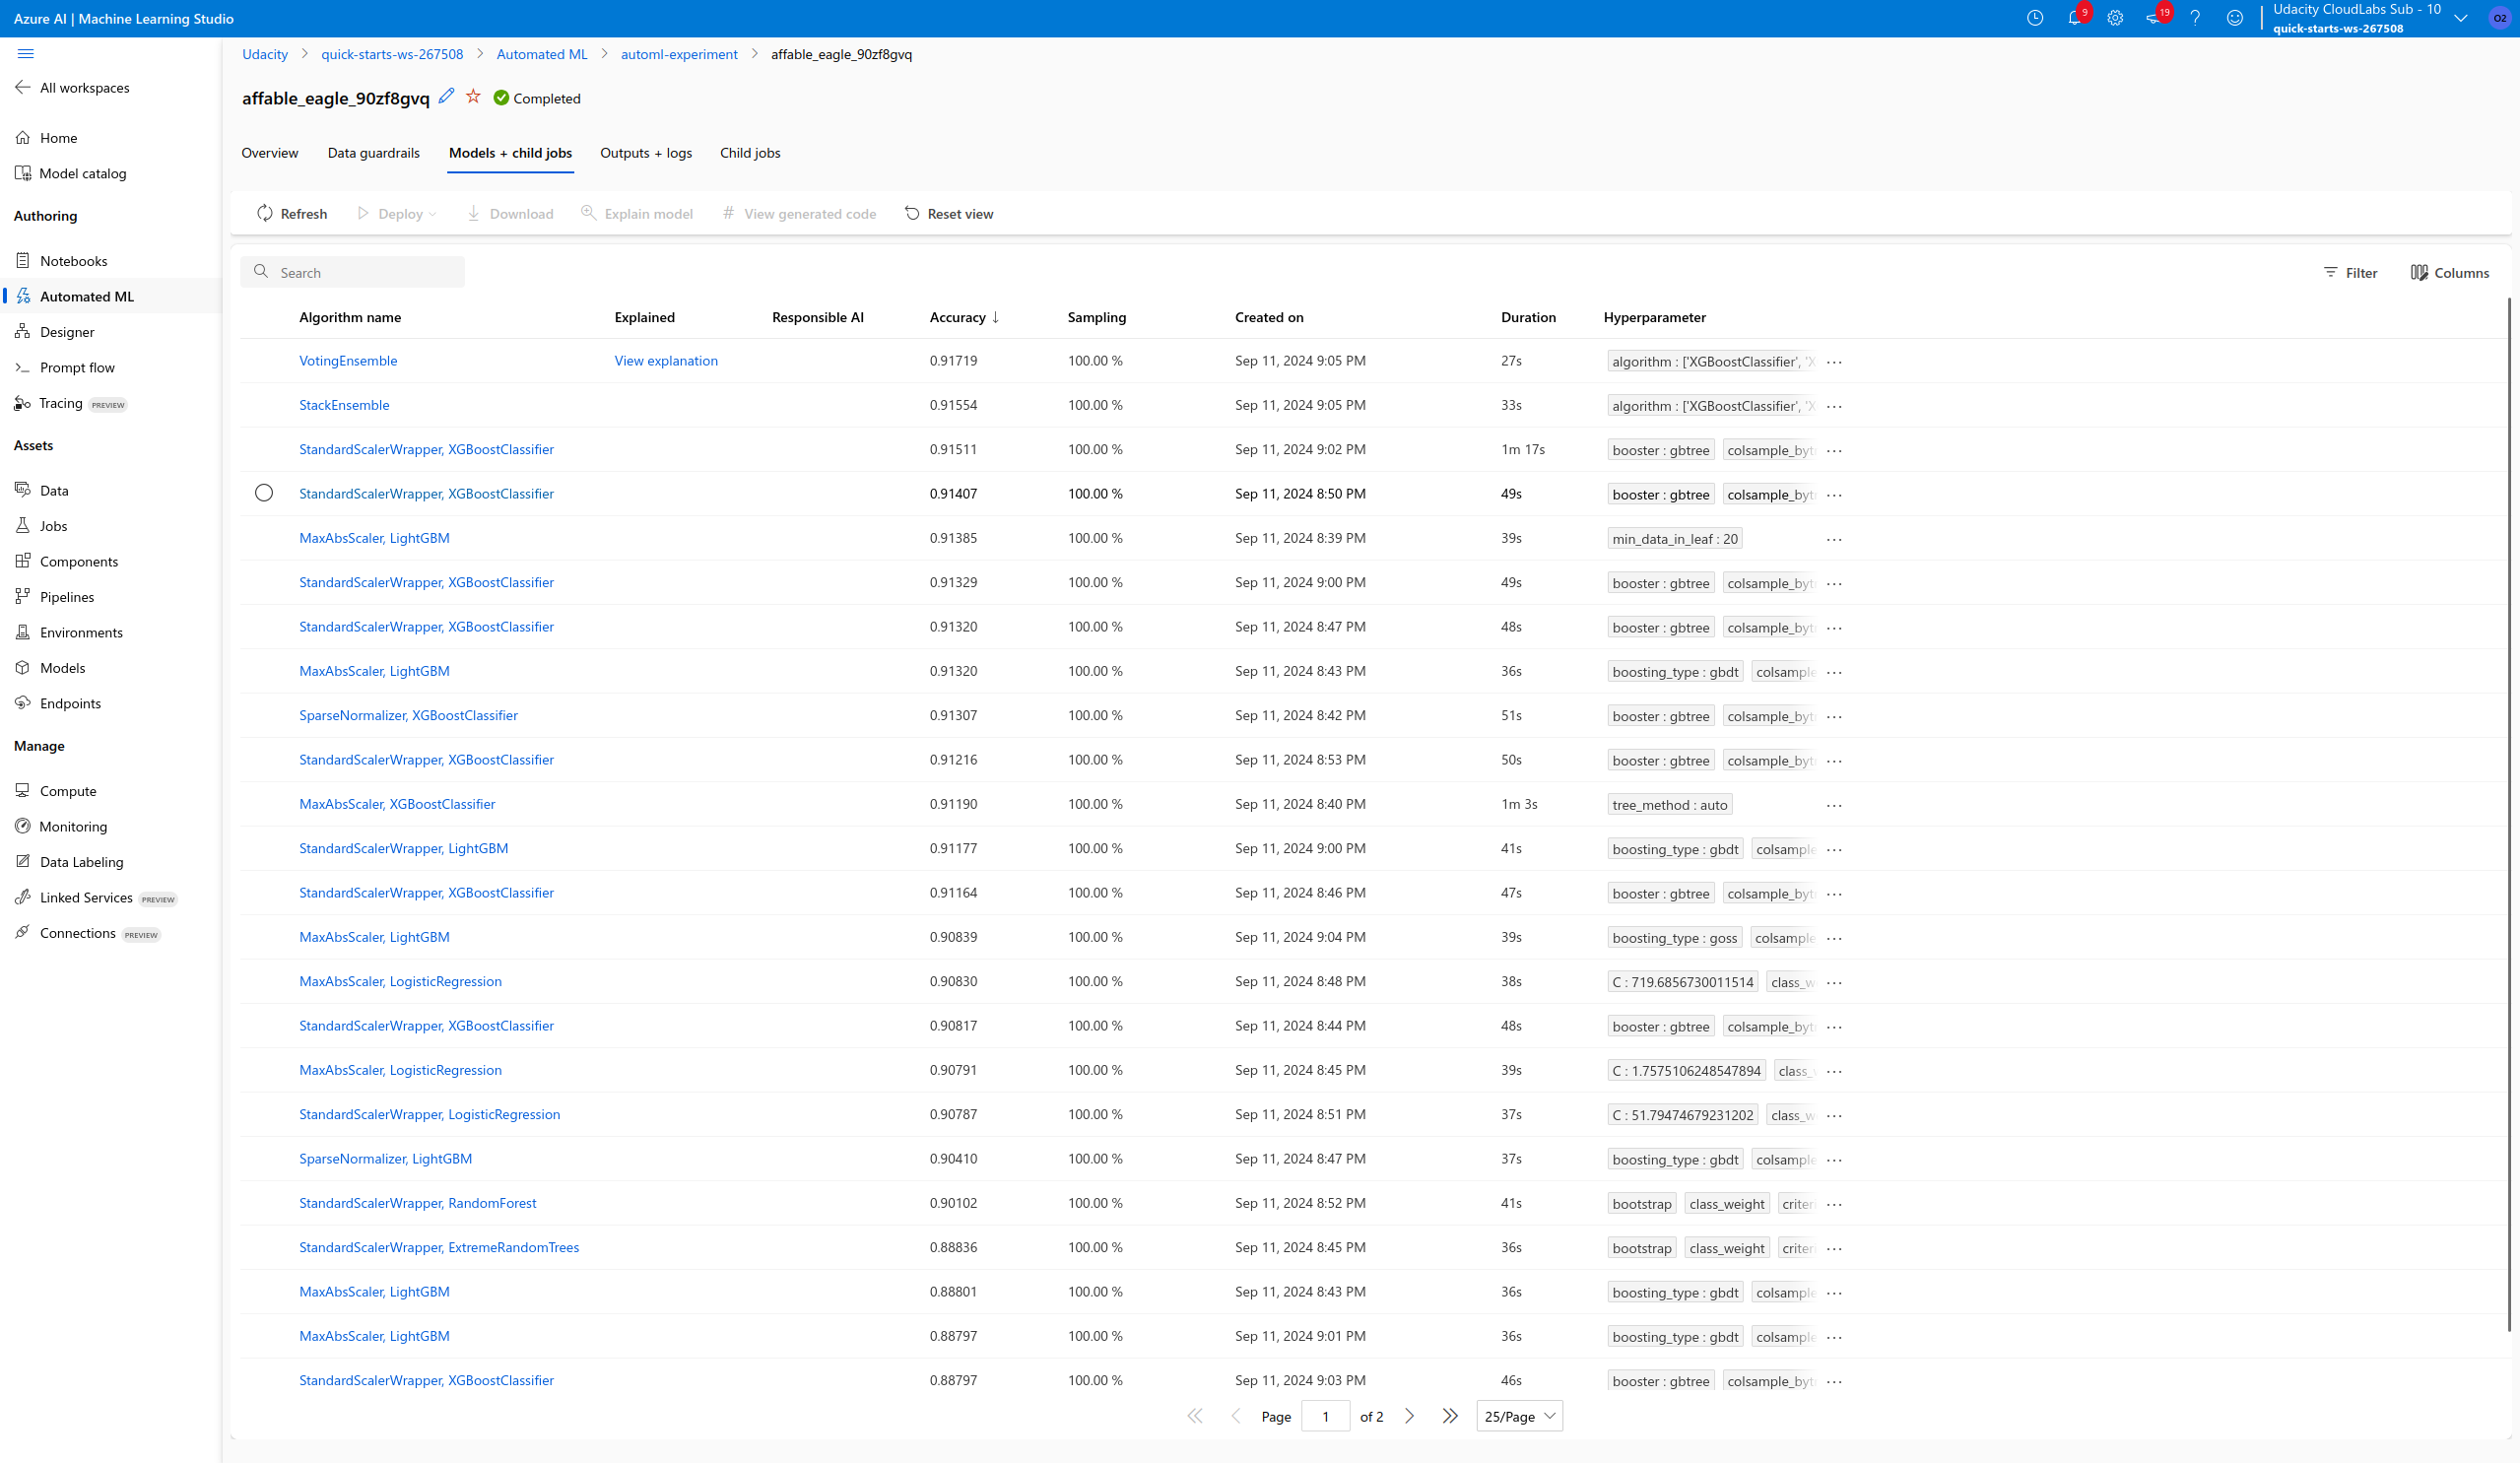 Azure AI | Machine Learning Studio
9
19
Udacity CloudLabs Sub - 10
quick-starts-ws-267508
O2
All workspaces
Home
Model catalog
Authoring
Notebooks
Automated ML
Designer
Prompt flow
Tracing PREVIEW
Assets
Data
Jobs
Components
Pipelines
Environments
Models
Endpoints
Manage
Compute
Monitoring
Data Labeling
Linked Services PREVIEW
Connections PREVIEW
Udacity > quick-starts-ws-267508 > Automated ML > automl-experiment > affable_eagle_90zf8gvq
affable_eagle_90zf8gvq Completed
Overview Data guardrails Models + child jobs Outputs + logs Child jobs
Refresh Deploy Download Explain model # View generated code Reset view
Search Filter Columns
Algorithm name Explained Responsible AI Accuracy ↓ Sampling Created on Duration Hyperparameter
VotingEnsemble View explanation 0.91719 100.00 % Sep 11, 2024 9:05 PM 27s algorithm : ['XGBoostClassifier', 'X ...
StackEnsemble 0.91554 100.00 % Sep 11, 2024 9:05 PM 33s algorithm : ['XGBoostClassifier', 'X ...
StandardScalerWrapper, XGBoostClassifier 0.91511 100.00 % Sep 11, 2024 9:02 PM 1m 17s booster : gbtree colsample_byt ...
StandardScalerWrapper, XGBoostClassifier 0.91407 100.00 % Sep 11, 2024 8:50 PM 49s booster : gbtree colsample_byt ...
MaxAbsScaler, LightGBM 0.91385 100.00 % Sep 11, 2024 8:39 PM 39s min_data_in_leaf : 20 ...
StandardScalerWrapper, XGBoostClassifier 0.91329 100.00 % Sep 11, 2024 9:00 PM 49s booster : gbtree colsample_byt ...
StandardScalerWrapper, XGBoostClassifier 0.91320 100.00 % Sep 11, 2024 8:47 PM 48s booster : gbtree colsample_byt ...
MaxAbsScaler, LightGBM 0.91320 100.00 % Sep 11, 2024 8:43 PM 36s boosting_type : gbdt colsample ...
SparseNormalizer, XGBoostClassifier 0.91307 100.00 % Sep 11, 2024 8:42 PM 51s booster : gbtree colsample_byt ...
StandardScalerWrapper, XGBoostClassifier 0.91216 100.00 % Sep 11, 2024 8:53 PM 50s booster : gbtree colsample_byt ...
MaxAbsScaler, XGBoostClassifier 0.91190 100.00 % Sep 11, 2024 8:40 PM 1m 3s tree_method : auto ...
StandardScalerWrapper, LightGBM 0.91177 100.00 % Sep 11, 2024 9:00 PM 41s boosting_type : gbdt colsample ...
StandardScalerWrapper, XGBoostClassifier 0.91164 100.00 % Sep 11, 2024 8:46 PM 47s booster : gbtree colsample_byt ...
MaxAbsScaler, LightGBM 0.90839 100.00 % Sep 11, 2024 9:04 PM 39s boosting_type : goss colsample ...
MaxAbsScaler, LogisticRegression 0.90830 100.00 % Sep 11, 2024 8:48 PM 38s C : 719.6856730011514 class_w ...
StandardScalerWrapper, XGBoostClassifier 0.90817 100.00 % Sep 11, 2024 8:44 PM 48s booster : gbtree colsample_byt ...
MaxAbsScaler, LogisticRegression 0.90791 100.00 % Sep 11, 2024 8:45 PM 39s C : 1.7575106248547894 class_ ...
StandardScalerWrapper, LogisticRegression 0.90787 100.00 % Sep 11, 2024 8:51 PM 37s C : 51.79474679231202 class_w ...
SparseNormalizer, LightGBM 0.90410 100.00 % Sep 11, 2024 8:47 PM 37s boosting_type : gbdt colsample ...
StandardScalerWrapper, RandomForest 0.90102 100.00 % Sep 11, 2024 8:52 PM 41s bootstrap class_weight criter ...
StandardScalerWrapper, ExtremeRandomTrees 0.88836 100.00 % Sep 11, 2024 8:45 PM 36s bootstrap class_weight criter ...
MaxAbsScaler, LightGBM 0.88801 100.00 % Sep 11, 2024 8:43 PM 36s boosting_type : gbdt colsample ...
MaxAbsScaler, LightGBM 0.88797 100.00 % Sep 11, 2024 9:01 PM 36s boosting_type : gbdt colsample ...
StandardScalerWrapper, XGBoostClassifier 0.88797 100.00 % Sep 11, 2024 9:03 PM 46s booster : gbtree colsample_byt ...
Page 1 of 2 25/Page